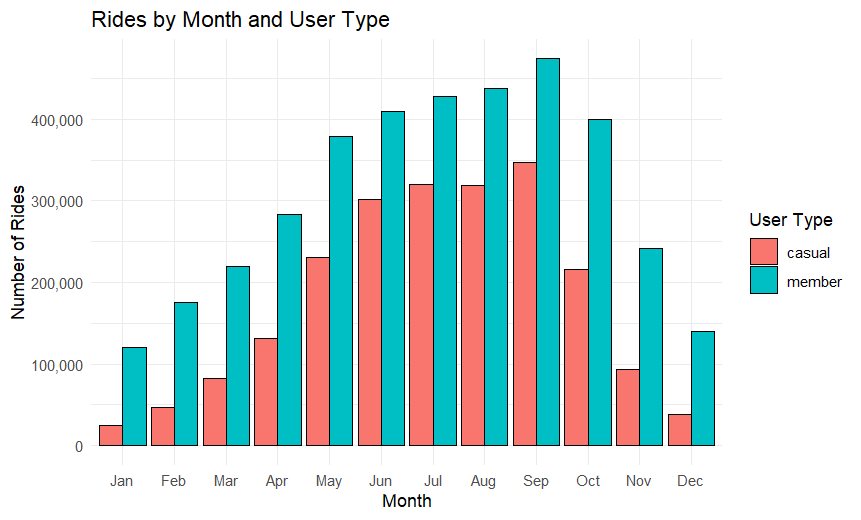 Rides by Month and User Type
Number of Rides
400,000
300,000
200,000
100,000
0
Jan Feb Mar Apr May Jun Jul Aug Sep Oct Nov Dec
Month
User Type
casual
member